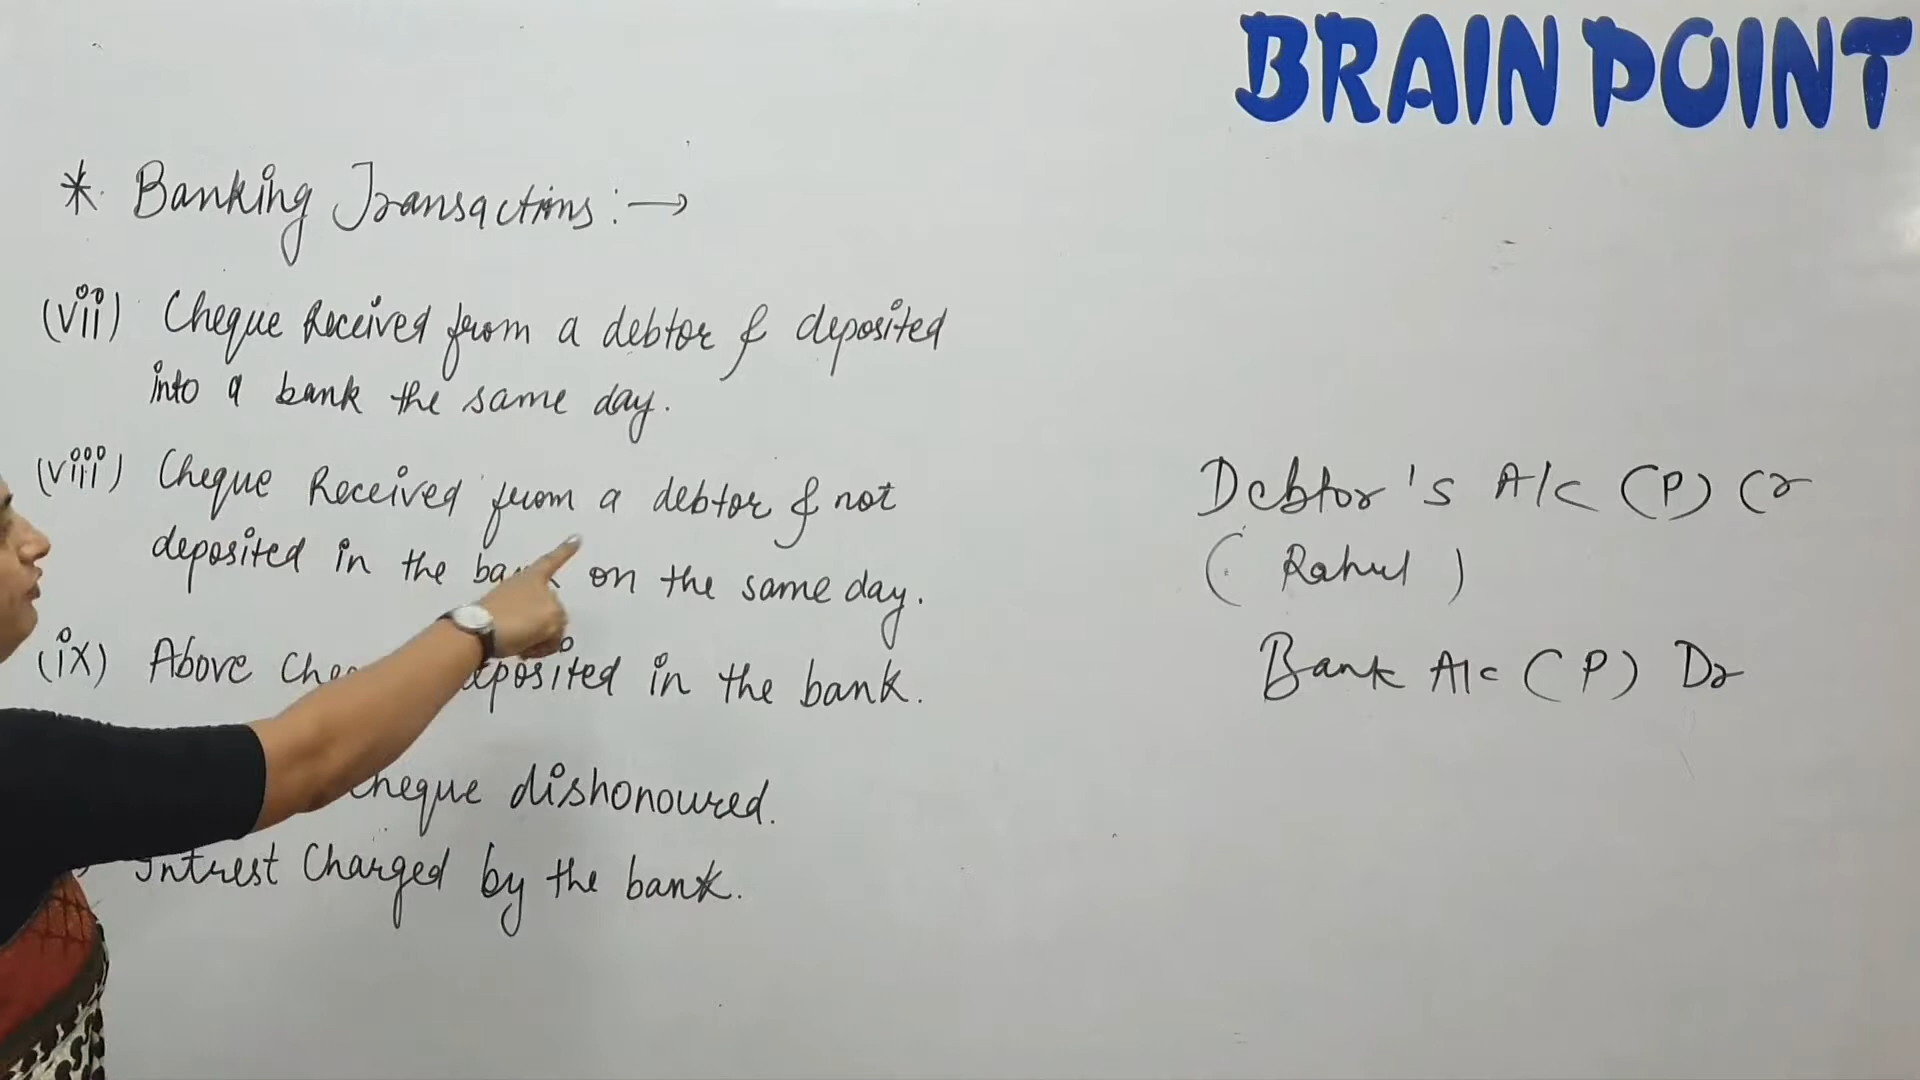 BRAIN POINT
* Banking Transactions :→
(vii) Cheque Received from a debtor & deposited
into a bank the same day.
(viii) Cheque Received from a debtor & not
deposited in the on the same day.
(ix) Above deposited in the bank.
cheque dishonoured.
Intrest Charged by the bank.
Debtor's A/c (P) Cr
(Rahul)
Bank A/c (P) Dr